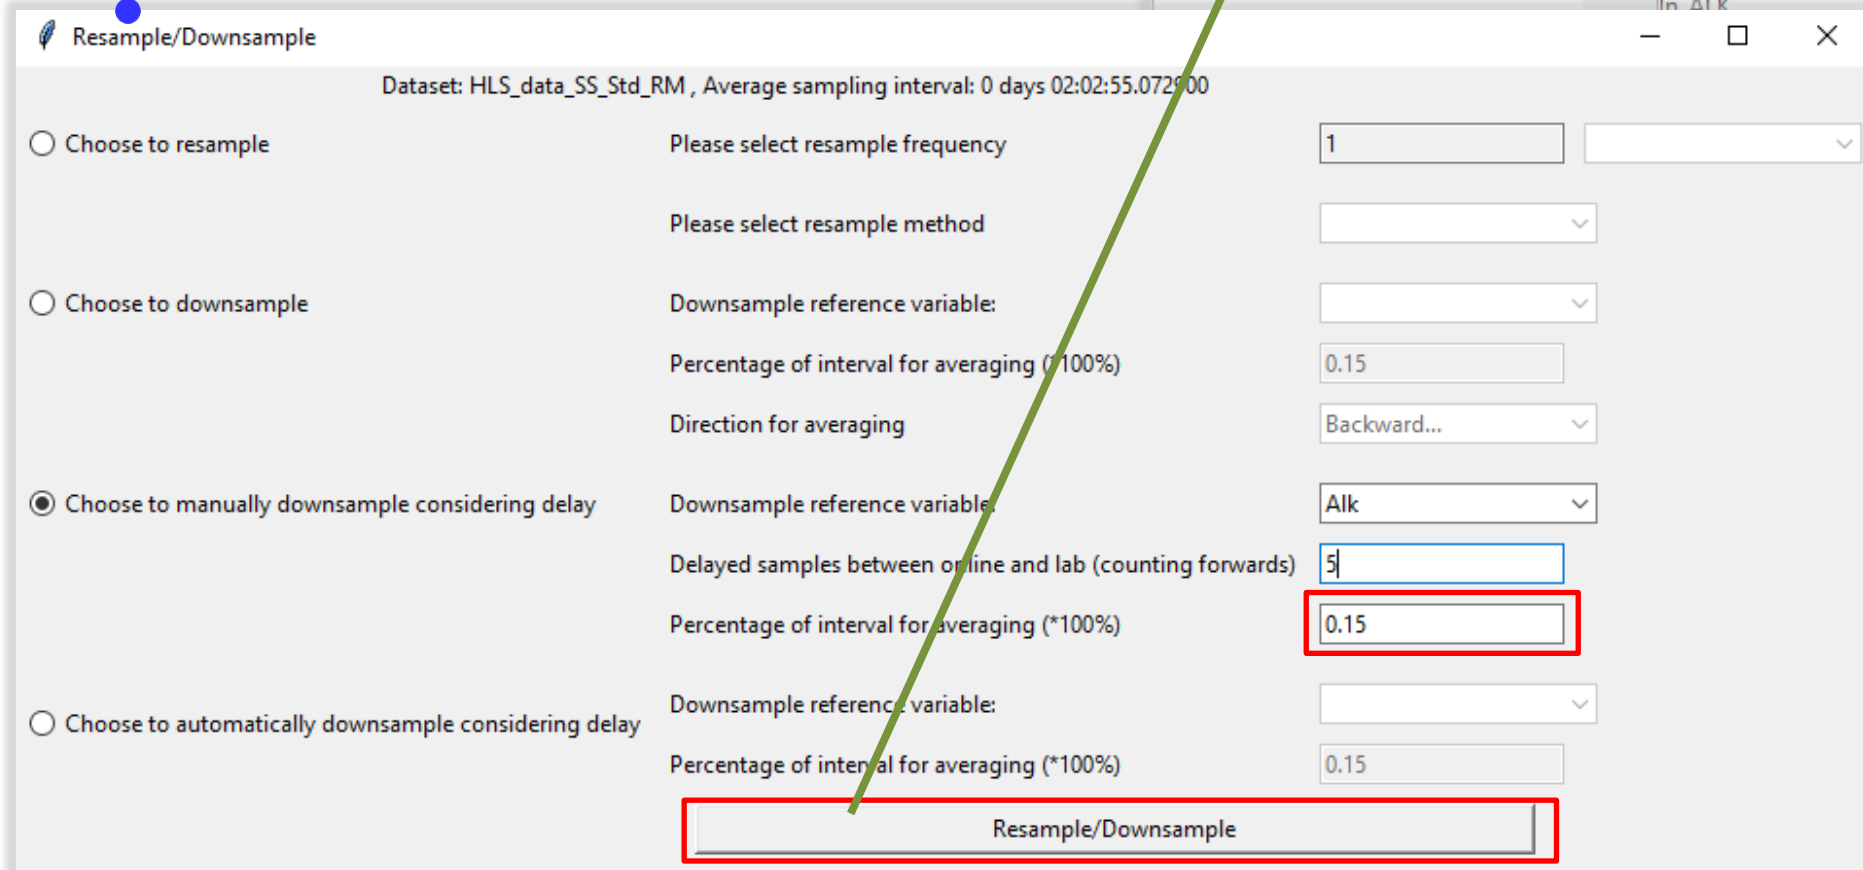 In_ALK
Resample/Downsample
Dataset: HLS_data_SS_Std_RM , Average sampling interval: 0 days 02:02:55.072900
Choose to resample Please select resample frequency 1
Please select resample method
Choose to downsample Downsample reference variable:
Percentage of interval for averaging (*100%) 0.15
Direction for averaging Backward...
Choose to manually downsample considering delay Downsample reference variable: Alk
Delayed samples between online and lab (counting forwards) 5
Percentage of interval for averaging (*100%) 0.15
Choose to automatically downsample considering delay Downsample reference variable:
Percentage of interval for averaging (*100%) 0.15
Resample/Downsample